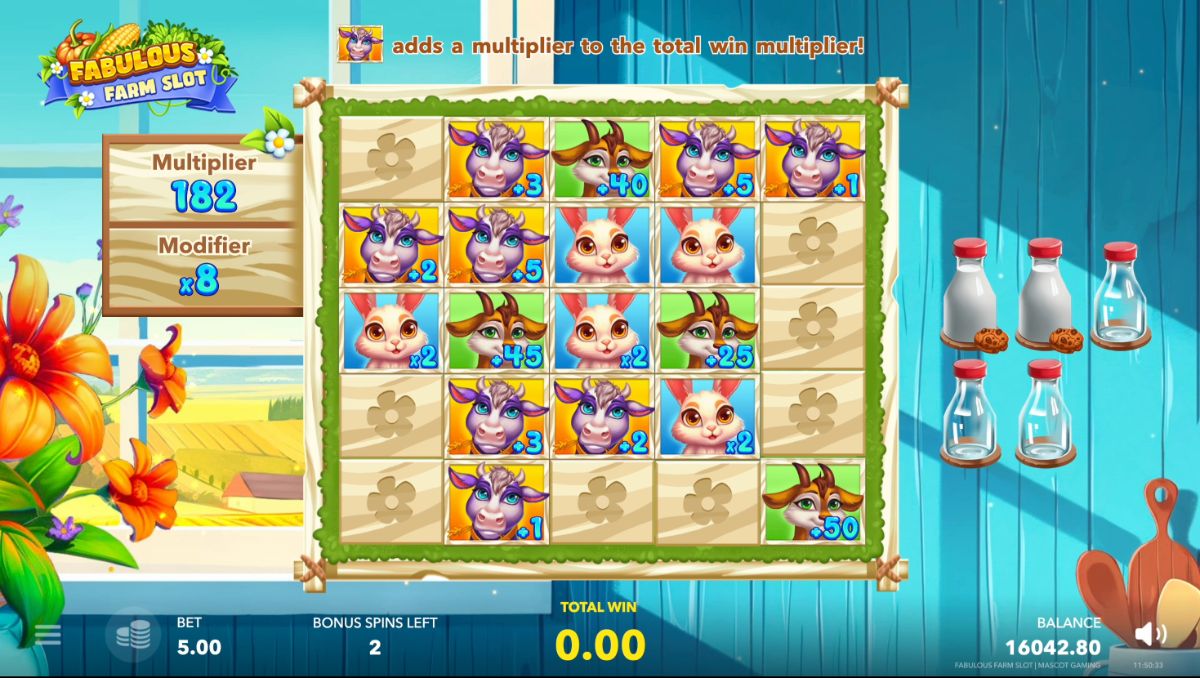 FABULOUS
FARM SLOT
adds a multiplier to the total win multiplier!
Multiplier
182
Modifier
x8
+3 +40 +5 +1
+2 +5
x2 +45 x2 +25
+3 +2 x2
+1 +50
BET
5.00
BONUS SPINS LEFT
2
TOTAL WIN
0.00
BALANCE
16042.80
FABULOUS FARM SLOT | MASCOT GAMING 11:50:33